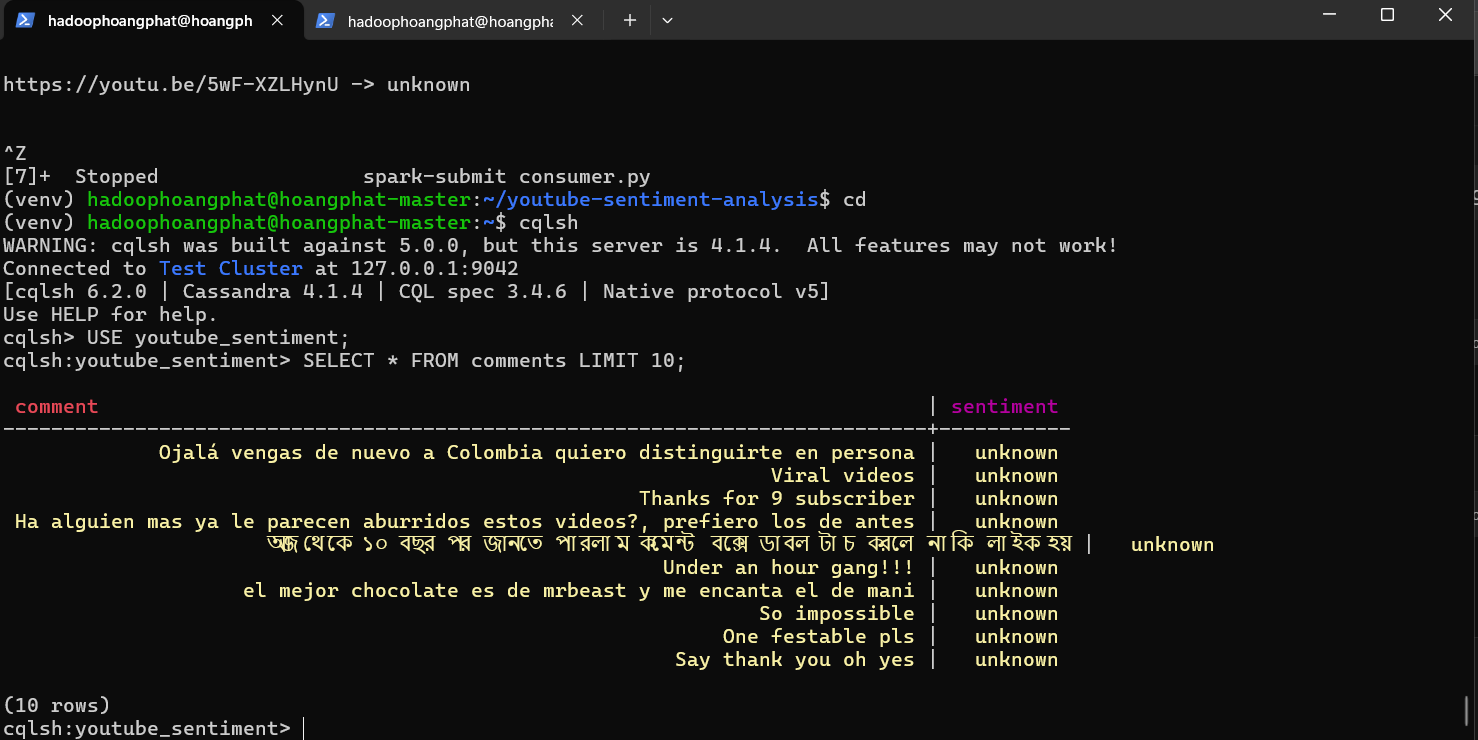 hadoophoangphat@hoangph
hadoophoangphat@hoangpha
https://youtu.be/5wF-XZLHynU -> unknown
^Z
[7]+  Stopped                 spark-submit consumer.py
(venv) hadoophoangphat@hoangphat-master:~/youtube-sentiment-analysis$ cd
(venv) hadoophoangphat@hoangphat-master:~$ cqlsh
WARNING: cqlsh was built against 5.0.0, but this server is 4.1.4.  All features may not work!
Connected to Test Cluster at 127.0.0.1:9042
[cqlsh 6.2.0 | Cassandra 4.1.4 | CQL spec 3.4.6 | Native protocol v5]
Use HELP for help.
cqlsh> USE youtube_sentiment;
cqlsh:youtube_sentiment> SELECT * FROM comments LIMIT 10;
comment | sentiment
-----------------------------------------------------------------------------+-----------
Ojalá vengas de nuevo a Colombia quiero distinguirte en persona | unknown
Viral videos | unknown
Thanks for 9 subscriber | unknown
Ha alguien mas ya le parecen aburridos estos videos?, prefiero los de antes | unknown
আজ থেকে ১০ বছর পর জানতে পারলাম কমেন্ট বক্সে ডাবল টাচ করলে নাকি লাইক হয় | unknown
Under an hour gang!!! | unknown
el mejor chocolate es de mrbeast y me encanta el de mani | unknown
So impossible | unknown
One festable pls | unknown
Say thank you oh yes | unknown
(10 rows)
cqlsh:youtube_sentiment>